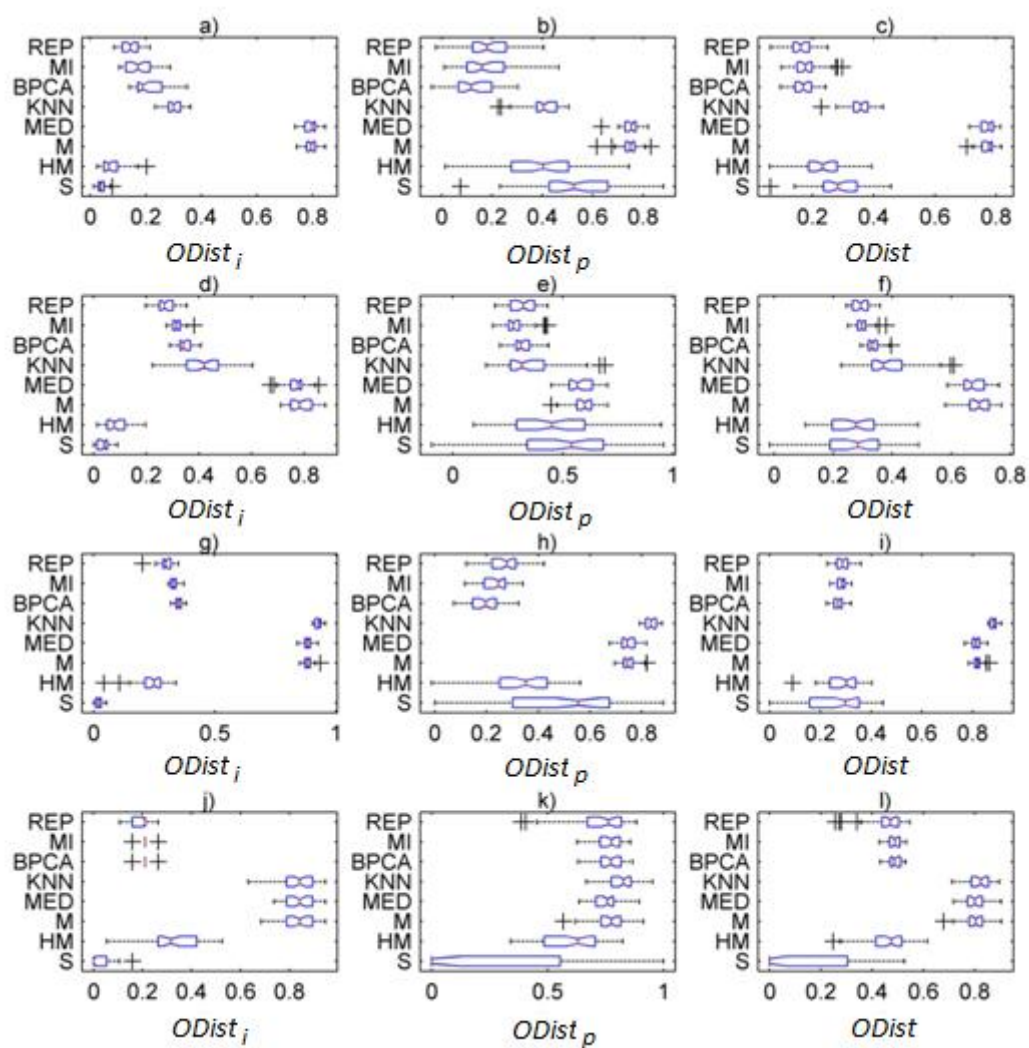 a) b) c)
REP REP REP
MI MI MI
BPCA BPCA BPCA
KNN KNN KNN
MED MED MED
M M M
HM HM HM
S S S
0 0.2 0.4 0.6 0.8 0 0.2 0.4 0.6 0.8 0.2 0.4 0.6 0.8
ODist i ODist p ODist
d) e) f)
REP REP REP
MI MI MI
BPCA BPCA BPCA
KNN KNN KNN
MED MED MED
M M M
HM HM HM
S S S
0 0.2 0.4 0.6 0.8 0 0.5 1 0 0.2 0.4 0.6 0.8
ODist i ODist p ODist
g) h) i)
REP REP REP
MI MI MI
BPCA BPCA BPCA
KNN KNN KNN
MED MED MED
M M M
HM HM HM
S S S
0 0.5 1 0 0.2 0.4 0.6 0.8 0 0.2 0.4 0.6 0.8
ODist i ODist p ODist
j) k) l)
REP REP REP
MI MI MI
BPCA BPCA BPCA
KNN KNN KNN
MED MED MED
M M M
HM HM HM
S S S
0 0.2 0.4 0.6 0.8 0 0.5 1 0 0.2 0.4 0.6 0.8
ODist i ODist p ODist